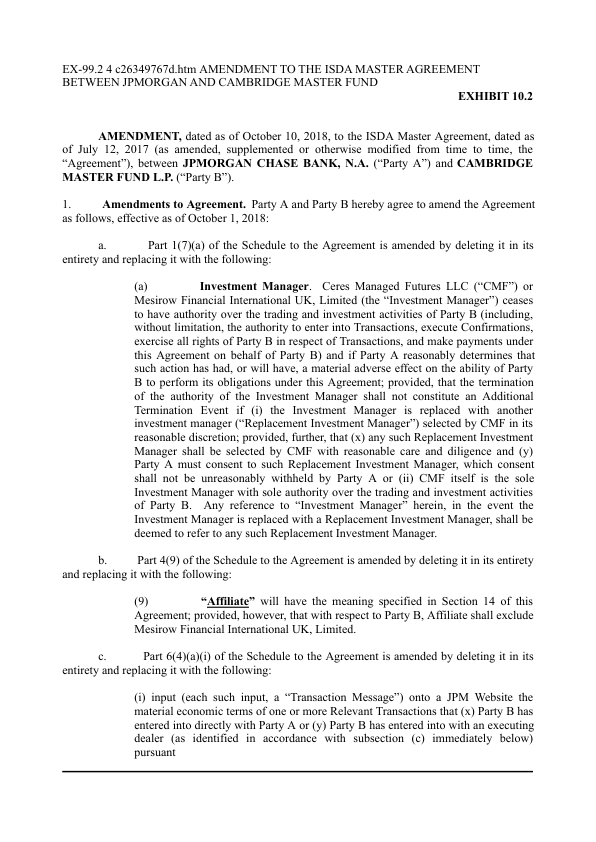 EX-99.2 4 c26349767d.htm AMENDMENT TO THE ISDA MASTER AGREEMENT
BETWEEN JPMORGAN AND CAMBRIDGE MASTER FUND
EXHIBIT 10.2
AMENDMENT, dated as of October 10, 2018, to the ISDA Master Agreement, dated as
of July 12, 2017 (as amended, supplemented or otherwise modified from time to time, the
“Agreement”), between JPMORGAN CHASE BANK, N.A. (“Party A”) and CAMBRIDGE
MASTER FUND L.P. (“Party B”).
1. Amendments to Agreement. Party A and Party B hereby agree to amend the Agreement
as follows, effective as of October 1, 2018:
a. Part 1(7)(a) of the Schedule to the Agreement is amended by deleting it in its
entirety and replacing it with the following:
(a) Investment Manager. Ceres Managed Futures LLC (“CMF”) or
Mesirow Financial International UK, Limited (the “Investment Manager”) ceases
to have authority over the trading and investment activities of Party B (including,
without limitation, the authority to enter into Transactions, execute Confirmations,
exercise all rights of Party B in respect of Transactions, and make payments under
this Agreement on behalf of Party B) and if Party A reasonably determines that
such action has had, or will have, a material adverse effect on the ability of Party
B to perform its obligations under this Agreement; provided, that the termination
of the authority of the Investment Manager shall not constitute an Additional
Termination Event if (i) the Investment Manager is replaced with another
investment manager (“Replacement Investment Manager”) selected by CMF in its
reasonable discretion; provided, further, that (x) any such Replacement Investment
Manager shall be selected by CMF with reasonable care and diligence and (y)
Party A must consent to such Replacement Investment Manager, which consent
shall not be unreasonably withheld by Party A or (ii) CMF itself is the sole
Investment Manager with sole authority over the trading and investment activities
of Party B. Any reference to “Investment Manager” herein, in the event the
Investment Manager is replaced with a Replacement Investment Manager, shall be
deemed to refer to any such Replacement Investment Manager.
b. Part 4(9) of the Schedule to the Agreement is amended by deleting it in its entirety
and replacing it with the following:
(9) “Affiliate” will have the meaning specified in Section 14 of this
Agreement; provided, however, that with respect to Party B, Affiliate shall exclude
Mesirow Financial International UK, Limited.
c. Part 6(4)(a)(i) of the Schedule to the Agreement is amended by deleting it in its
entirety and replacing it with the following:
(i) input (each such input, a “Transaction Message”) onto a JPM Website the
material economic terms of one or more Relevant Transactions that (x) Party B has
entered into directly with Party A or (y) Party B has entered into with an executing
dealer (as identified in accordance with subsection (c) immediately below)
pursuant